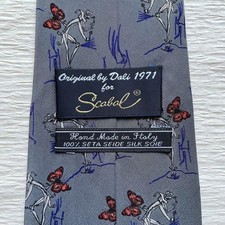 Original by Dali 1971
for
Scabal ®
Hand Made in Italy
100% SETA SEIDE SILK SOIE